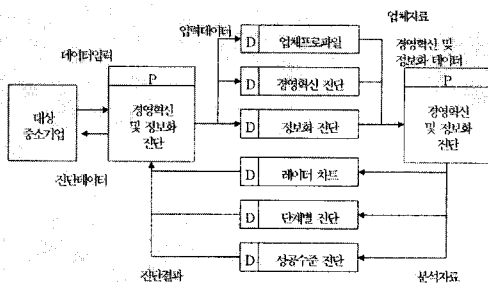 업체자료
입력데이터
D 업체프로파일
경영혁신 및
정보화 데이터
데이터입력
P
경영혁신
및 정보화
진단
대상
중소기업
D 경영혁신 진단
D 정보화 진단
P
경영혁신
및 정보화
진단
진단데이터
D 레이더 차트
D 단계별 진단
D 성공수준 진단
진단결과
분석자료